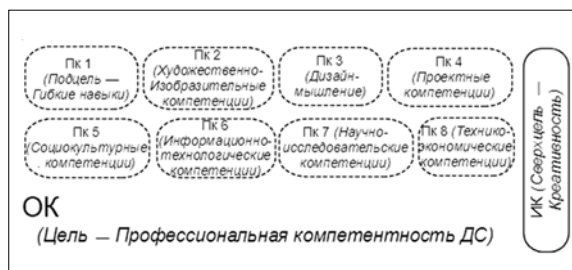 Пк 1
(Подцель —
Гибкие навыки)
Пк 2
(Художественно-
Изобразительные
компетенции)
Пк 3
(Дизайн-
мышление)
Пк 4
(Проектные
компетенции)
Пк 5
(Социокультурные
компетенции)
Пк 6
(Информационно-
технологические
компетенции)
Пк 7 (Научно-
исследовательские
компетенции)
Пк 8 (Технико-
экономические
компетенции)
ОК
(Цель — Профессиональная компетентность ДС)
ИК (Сверхцель —
Креативность)